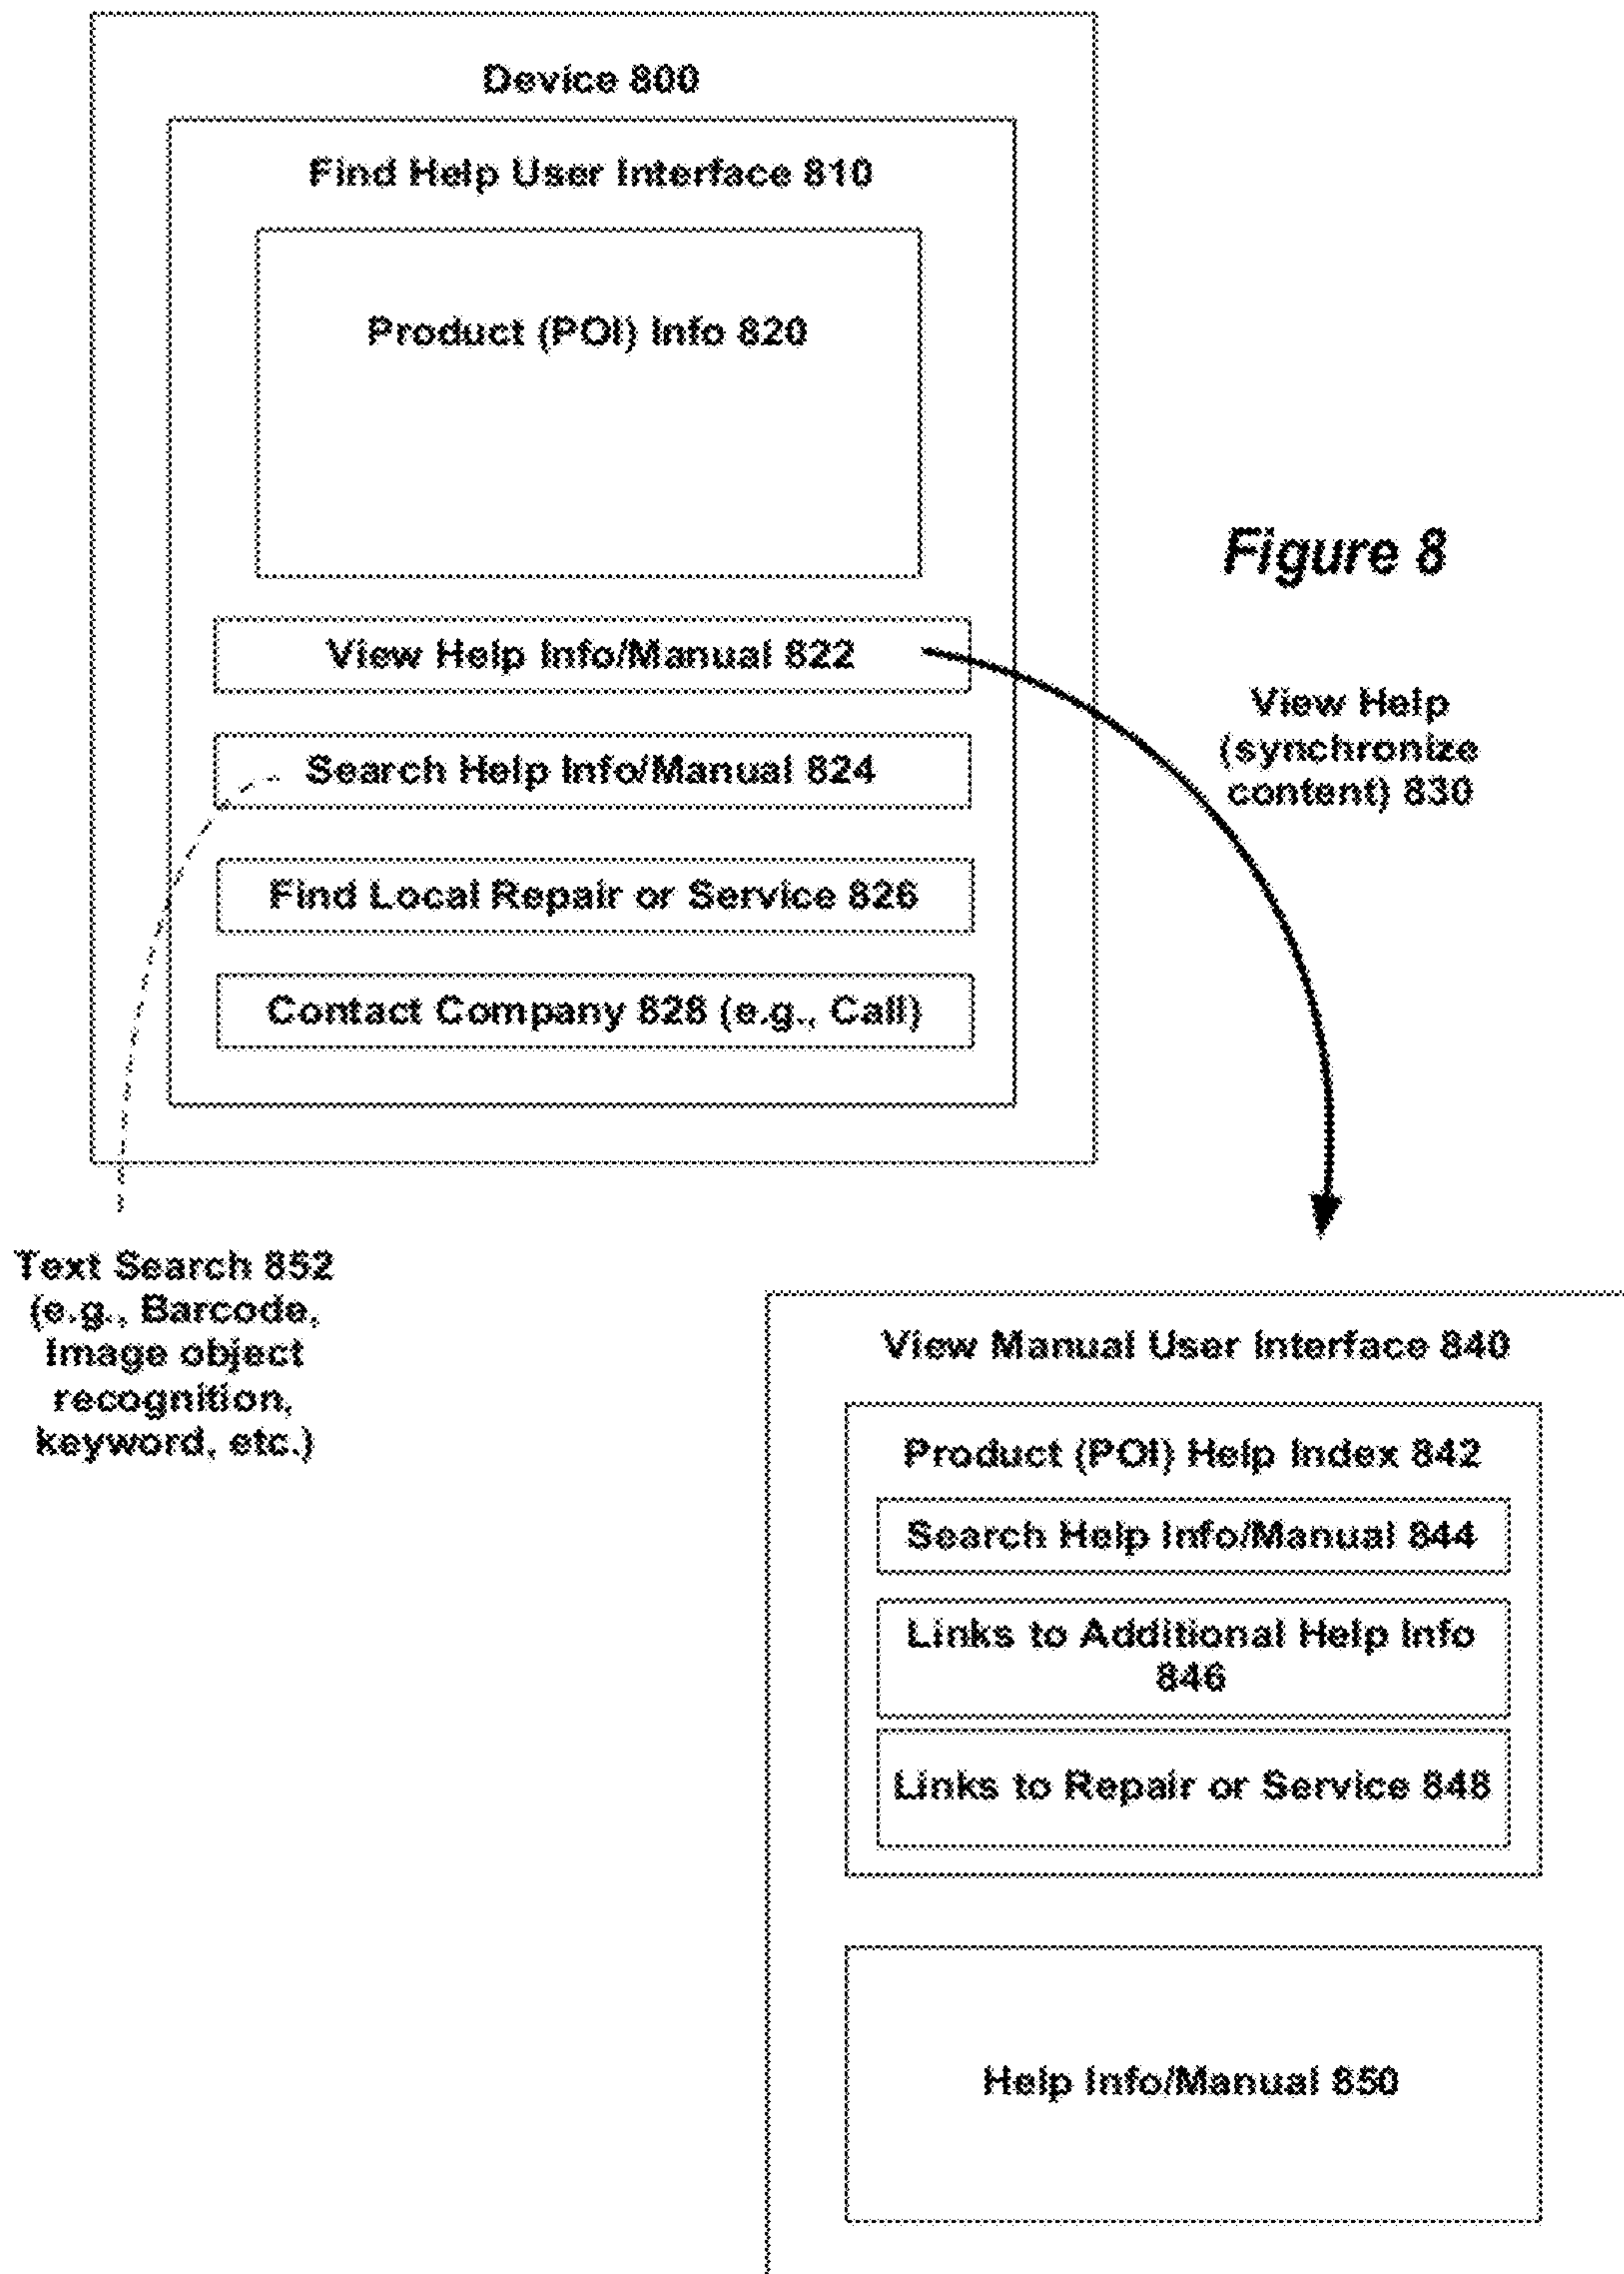 Device 800
Find Help User Interface 810
Product (POI) Info 820
Figure 8
View Help Info/Manual 822
View Help
(synchronize
content) 830
Search Help Info/Manual 824
Find Local Repair or Service 826
Contact Company 828 (e.g., Call)
Text Search 852
(e.g., Barcode,
Image object
recognition,
keyword, etc.)
View Manual User Interface 840
Product (POI) Help Index 842
Search Help Info/Manual 844
Links to Additional Help Info
846
Links to Repair or Service 848
Help Info/Manual 850